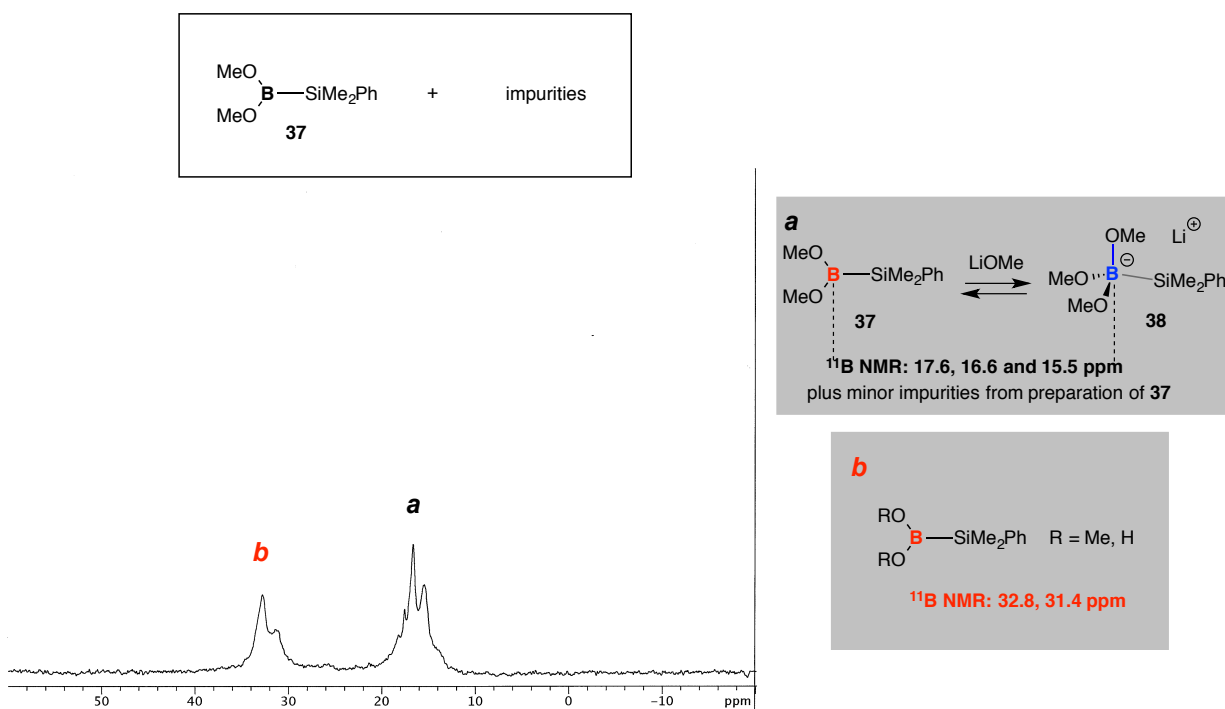 MeO
B
SiMe₂Ph
+
impurities
MeO
37
a
MeO
B
SiMe₂Ph
MeO
37
LiOMe
OMe
Li⊕
⊖
MeO
B
SiMe₂Ph
MeO
38
¹¹B NMR: 17.6, 16.6 and 15.5 ppm
plus minor impurities from preparation of 37
b
RO
B
SiMe₂Ph
R = Me, H
RO
¹¹B NMR: 32.8, 31.4 ppm
a
b
50 40 30 20 10 0 −10 ppm